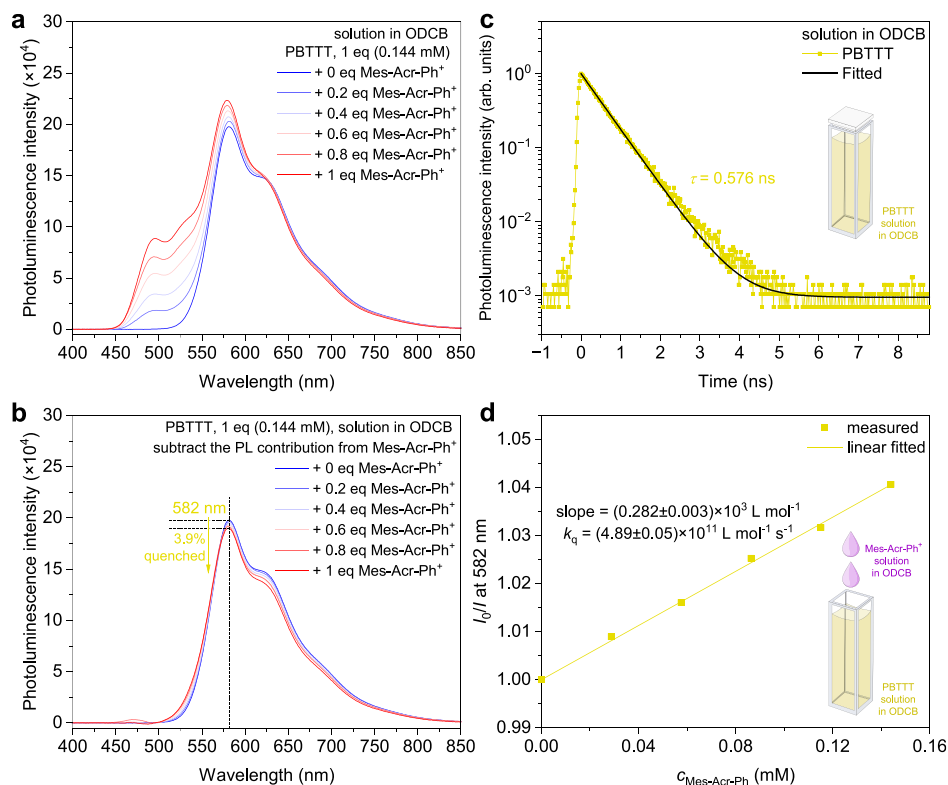 a
solution in ODCB
PBTTT, 1 eq (0.144 mM)
+ 0 eq Mes-Acr-Ph⁺
+ 0.2 eq Mes-Acr-Ph⁺
+ 0.4 eq Mes-Acr-Ph⁺
+ 0.6 eq Mes-Acr-Ph⁺
+ 0.8 eq Mes-Acr-Ph⁺
+ 1 eq Mes-Acr-Ph⁺
Photoluminescence intensity (×10⁴)
30
25
20
15
10
5
0
400 450 500 550 600 650 700 750 800 850
Wavelength (nm)
b
PBTTT, 1 eq (0.144 mM), solution in ODCB
subtract the PL contribution from Mes-Acr-Ph⁺
+ 0 eq Mes-Acr-Ph⁺
+ 0.2 eq Mes-Acr-Ph⁺
+ 0.4 eq Mes-Acr-Ph⁺
+ 0.6 eq Mes-Acr-Ph⁺
+ 0.8 eq Mes-Acr-Ph⁺
+ 1 eq Mes-Acr-Ph⁺
582 nm
3.9%
quenched
Photoluminescence intensity (×10⁴)
30
25
20
15
10
5
0
400 450 500 550 600 650 700 750 800 850
Wavelength (nm)
c
solution in ODCB
PBTTT
Fitted
τ = 0.576 ns
PBTTT
solution
in ODCB
Photoluminescence intensity (arb. units)
10⁰
10⁻¹
10⁻²
10⁻³
−1 0 1 2 3 4 5 6 7 8
Time (ns)
d
measured
linear fitted
slope = (0.282±0.003)×10³ L mol⁻¹
kq = (4.89±0.05)×10¹¹ L mol⁻¹ s⁻¹
Mes-Acr-Ph⁺
solution
in ODCB
PBTTT
solution
in ODCB
I₀/I at 582 nm
1.05
1.04
1.03
1.02
1.01
1.00
0.99
0.00 0.04 0.08 0.12 0.16
cMes-Acr-Ph (mM)